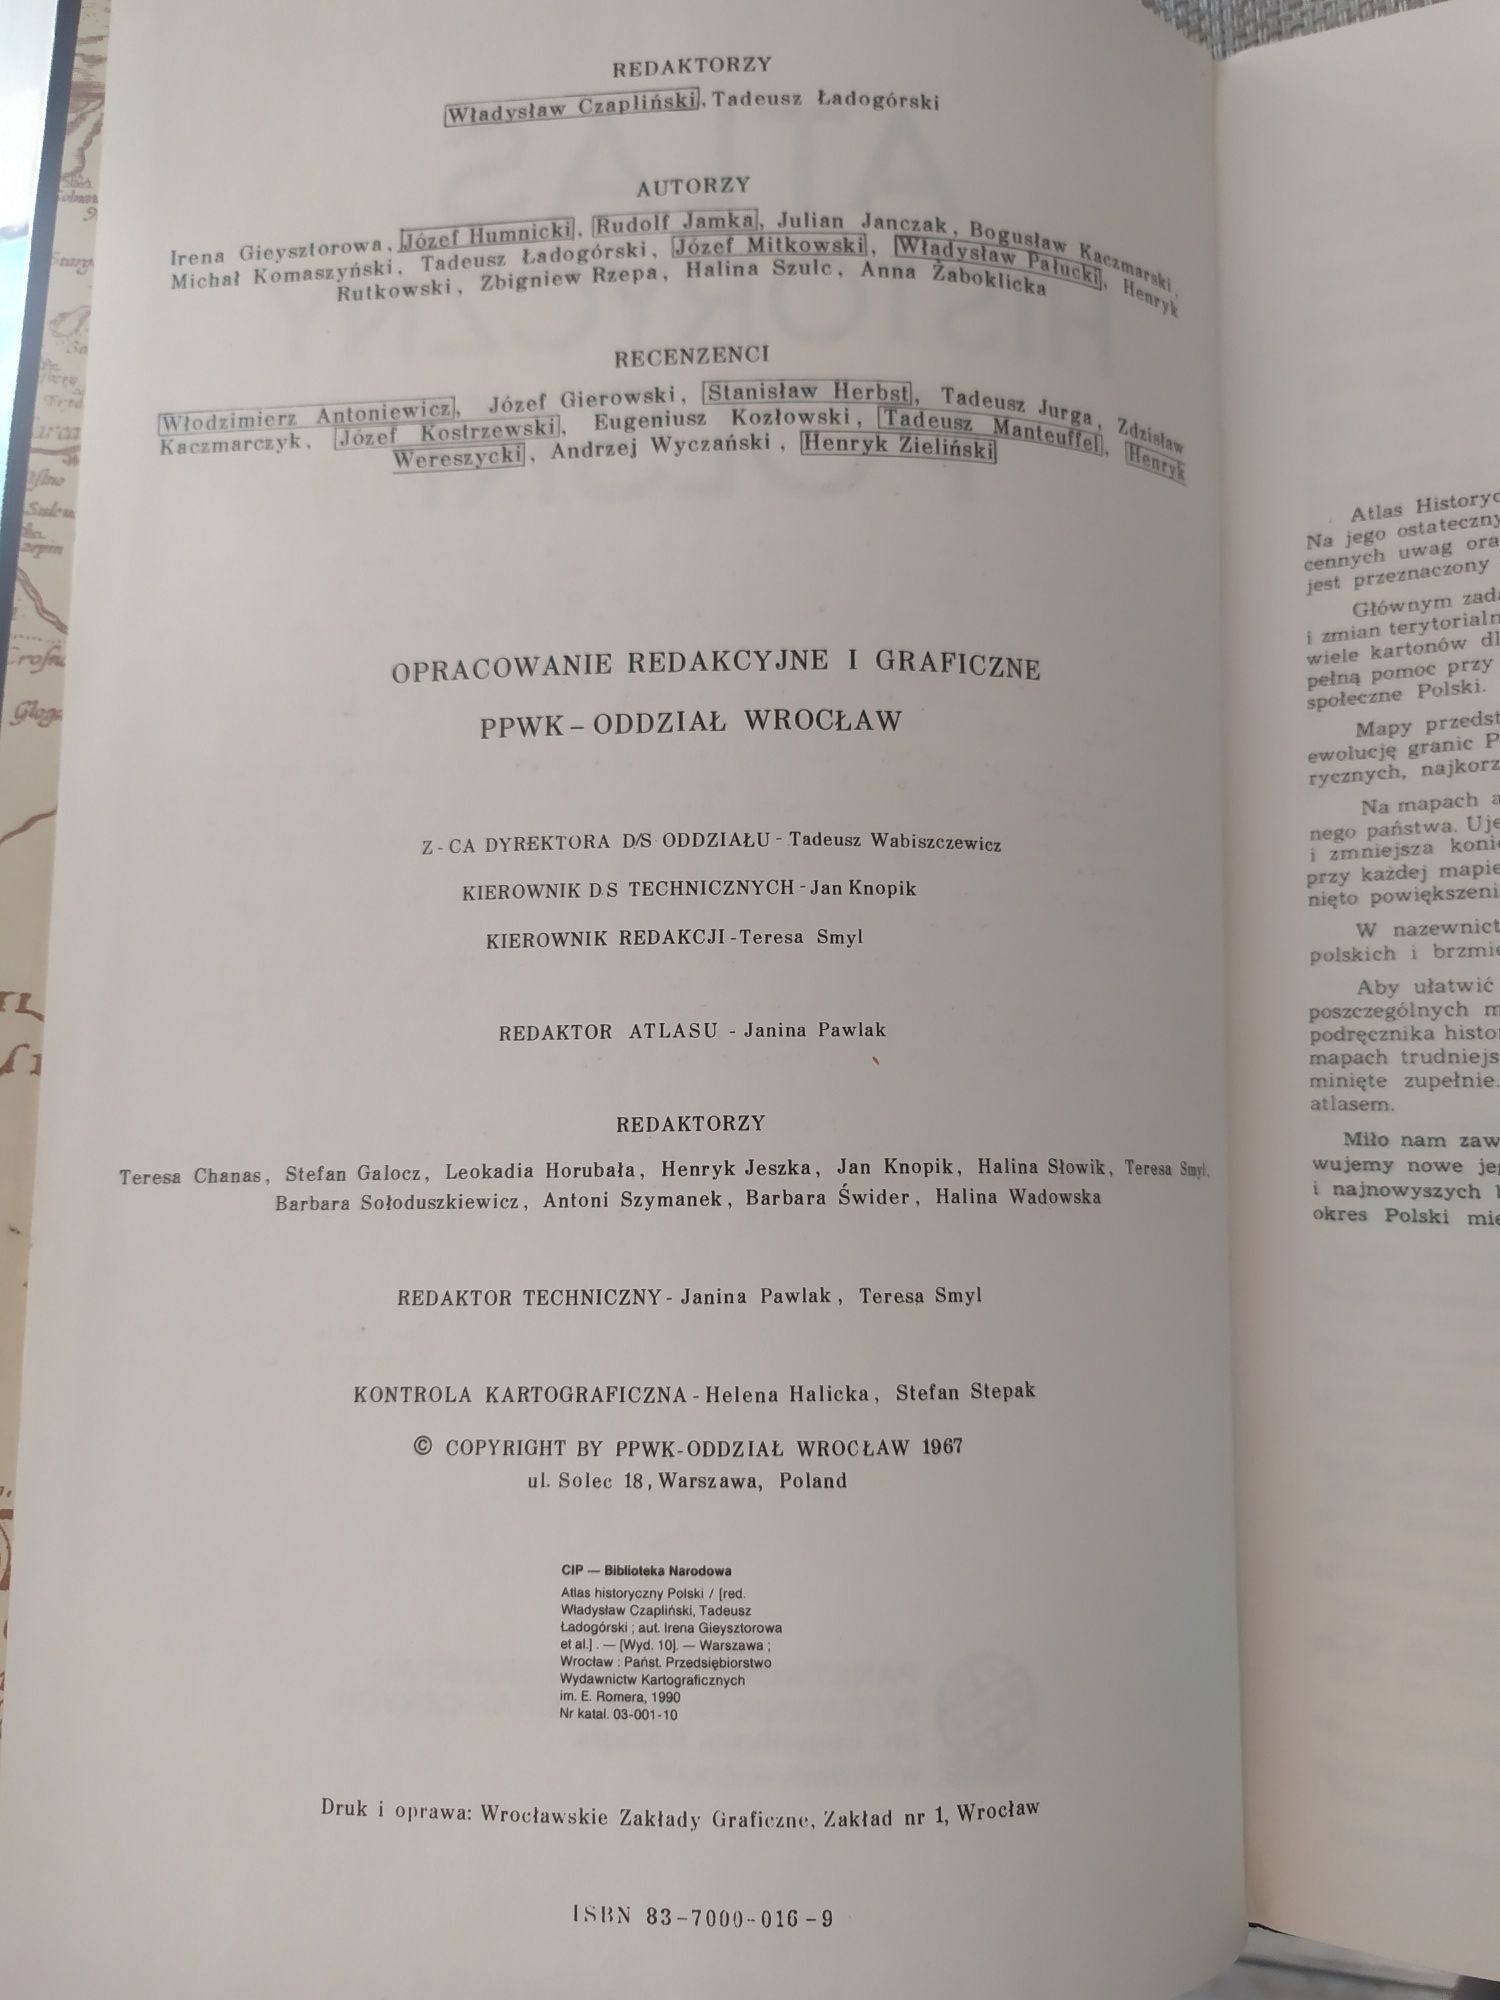 REDAKTORZY
Władysław Czapliński, Tadeusz Ładogórski
AUTORZY
Irena Gieysztorowa, Józef Humnicki, Rudolf Jamka, Julian Janczak, Bogusław Kaczmarski,
Michał Komaszyński, Tadeusz Ładogórski, Józef Mitkowski, Władysław Pałucki, Henryk
Rutkowski, Zbigniew Rzepa, Halina Szulc, Anna Żaboklicka
RECENZENCI
Włodzimierz Antoniewicz, Józef Gierowski, Stanisław Herbst, Tadeusz Jurga, Zdzisław
Kaczmarczyk, Józef Kostrzewski, Eugeniusz Kozłowski, Tadeusz Manteuffel, Henryk
Wereszycki, Andrzej Wyczański, Henryk Zieliński
OPRACOWANIE REDAKCYJNE I GRAFICZNE
PPWK – ODDZIAŁ WROCŁAW
Z-CA DYREKTORA D/S ODDZIAŁU - Tadeusz Wabiszczewicz
KIEROWNIK DS TECHNICZNYCH - Jan Knopik
KIEROWNIK REDAKCJI - Teresa Smyl
REDAKTOR ATLASU - Janina Pawlak
REDAKTORZY
Teresa Chanas, Stefan Galocz, Leokadia Horubała, Henryk Jeszka, Jan Knopik, Halina Słowik, Teresa Smyl,
Barbara Sołoduszkiewicz, Antoni Szymanek, Barbara Świder, Halina Wadowska
REDAKTOR TECHNICZNY - Janina Pawlak, Teresa Smyl
KONTROLA KARTOGRAFICZNA - Helena Halicka, Stefan Stepak
© COPYRIGHT BY PPWK-ODDZIAŁ WROCŁAW 1967
ul. Solec 18, Warszawa, Poland
CIP — Biblioteka Narodowa
Atlas historyczny Polski / [red.
Władysław Czapliński, Tadeusz
Ładogórski ; aut. Irena Gieysztorowa
et al.] . — [Wyd. 10]. — Warszawa ;
Wrocław : Państ. Przedsiębiorstwo
Wydawnictw Kartograficznych
im. E. Romera, 1990
Nr katal. 03-001-10
Druk i oprawa: Wrocławskie Zakłady Graficzne, Zakład nr 1, Wrocław
ISBN 83-7000-016-9
Atlas Historyc
Na jego ostateczny
cennych uwag ora
jest przeznaczony
Głównym zada
i zmian terytorialn
wiele kartonów dl
pełną pomoc przy
społeczne Polski.
Mapy przedst
ewolucję granic P
rycznych, najkorz
Na mapach a
nego państwa. Uje
i zmniejsza koni
przy każdej mapie
nięto powiększeni
W nazewnict
polskich i brzmie
Aby ułatwić
poszczególnych m
podręcznika histor
mapach trudniejs
minięte zupełnie.
atlasem.
Miło nam zaw
wujemy nowe je
i najnowyszych
okres Polski mie